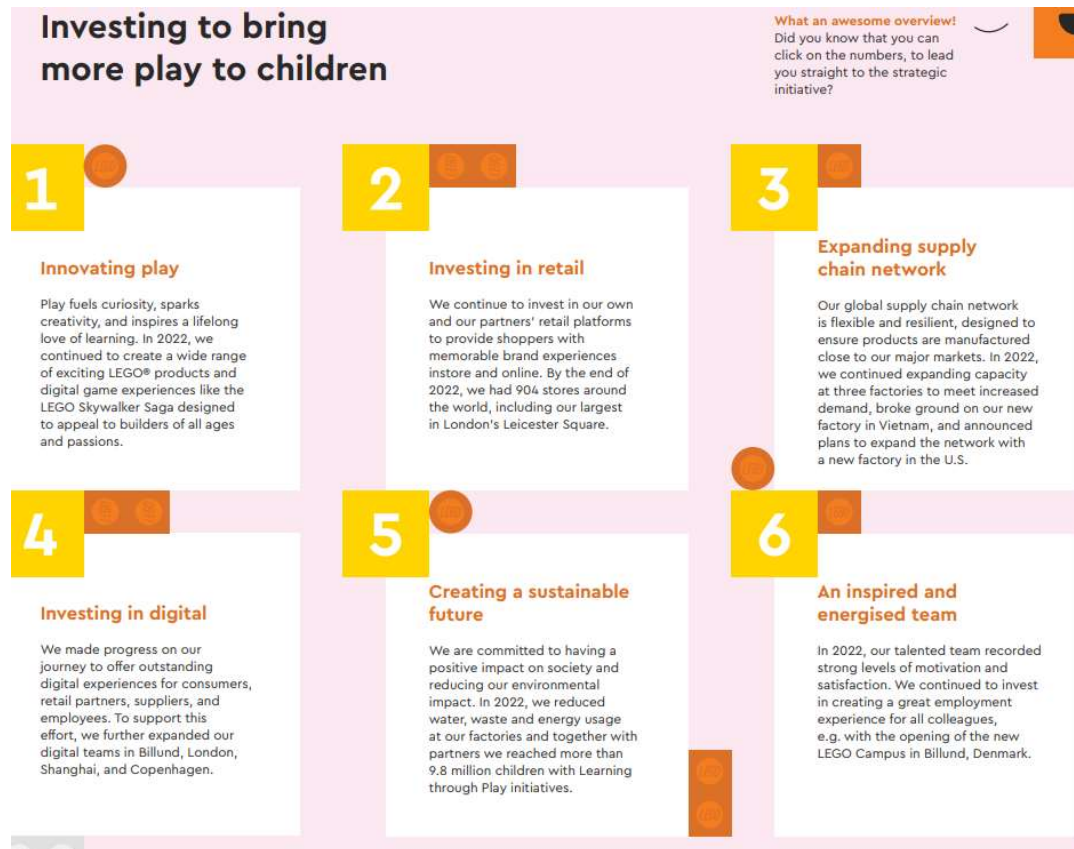 Investing to bring
more play to children
What an awesome overview!
Did you know that you can
click on the numbers, to lead
you straight to the strategic
initiative?
1
Innovating play
Play fuels curiosity, sparks
creativity, and inspires a lifelong
love of learning. In 2022, we
continued to create a wide range
of exciting LEGO® products and
digital game experiences like the
LEGO Skywalker Saga designed
to appeal to builders of all ages
and passions.
2
Investing in retail
We continue to invest in our own
and our partners' retail platforms
to provide shoppers with
memorable brand experiences
instore and online. By the end of
2022, we had 904 stores around
the world, including our largest
in London's Leicester Square.
3
Expanding supply
chain network
Our global supply chain network
is flexible and resilient, designed to
ensure products are manufactured
close to our major markets. In 2022,
we continued expanding capacity
at three factories to meet increased
demand, broke ground on our new
factory in Vietnam, and announced
plans to expand the network with
a new factory in the U.S.
4
Investing in digital
We made progress on our
journey to offer outstanding
digital experiences for consumers,
retail partners, suppliers, and
employees. To support this
effort, we further expanded our
digital teams in Billund, London,
Shanghai, and Copenhagen.
5
Creating a sustainable
future
We are committed to having a
positive impact on society and
reducing our environmental
impact. In 2022, we reduced
water, waste and energy usage
at our factories and together with
partners we reached more than
9.8 million children with Learning
through Play initiatives.
6
An inspired and
energised team
In 2022, our talented team recorded
strong levels of motivation and
satisfaction. We continued to invest
in creating a great employment
experience for all colleagues,
e.g. with the opening of the new
LEGO Campus in Billund, Denmark.